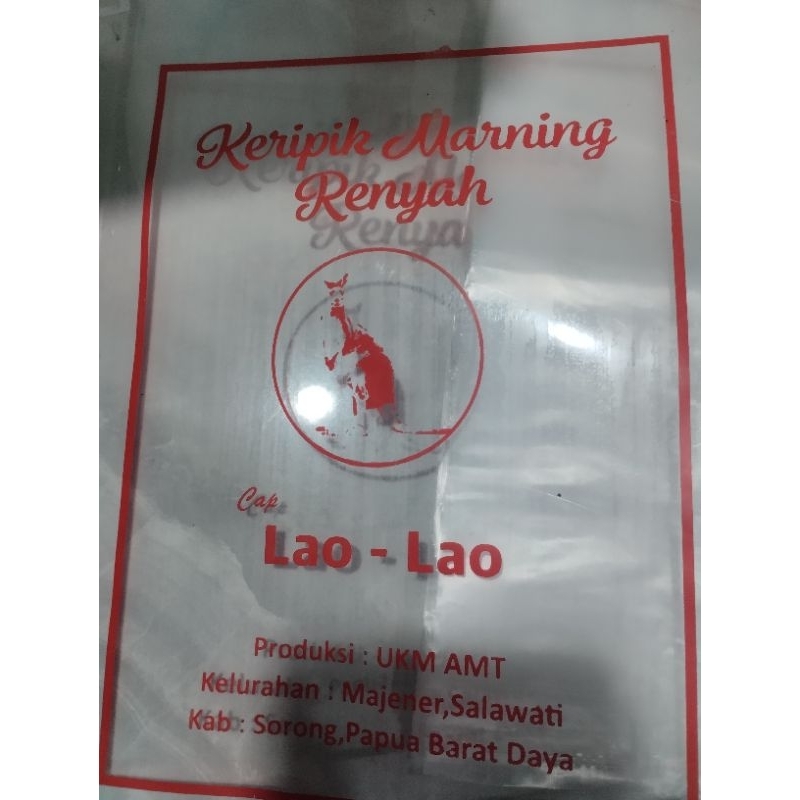 Keripik Marning
Renyah
Cap
Lao - Lao
Produksi : UKM AMT
Kelurahan : Majener,Salawati
Kab : Sorong,Papua Barat Daya